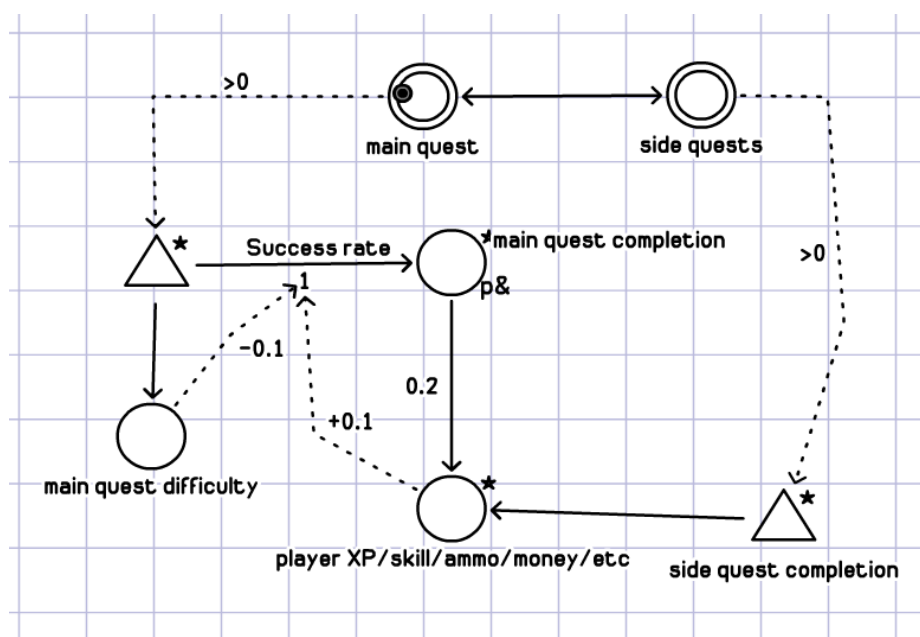 >0
main quest
side quests
*
Success rate
*main quest completion
>0
1
p&
-0.1
0.2
+0.1
main quest difficulty
*
*
player XP/skill/ammo/money/etc
side quest completion